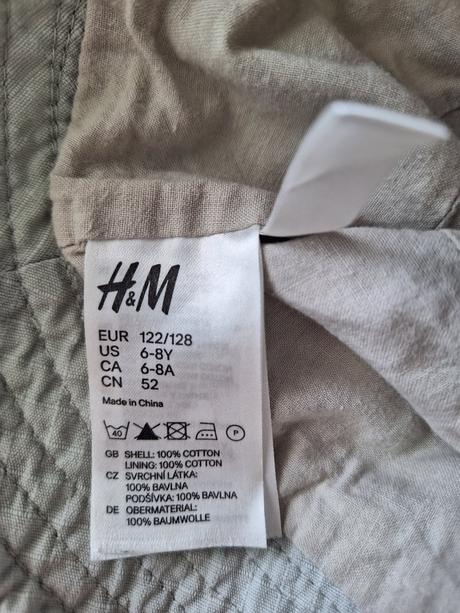 H&M
EUR 122/128
US 6-8Y
CA 6-8A
CN 52
Made in China
40 P
GB SHELL: 100% COTTON
LINING: 100% COTTON
CZ SVRCHNÍ LÁTKA:
100% BAVLNA
PODŠÍVKA: 100% BAVLNA
DE OBERMATERIAL:
100% BAUMWOLLE